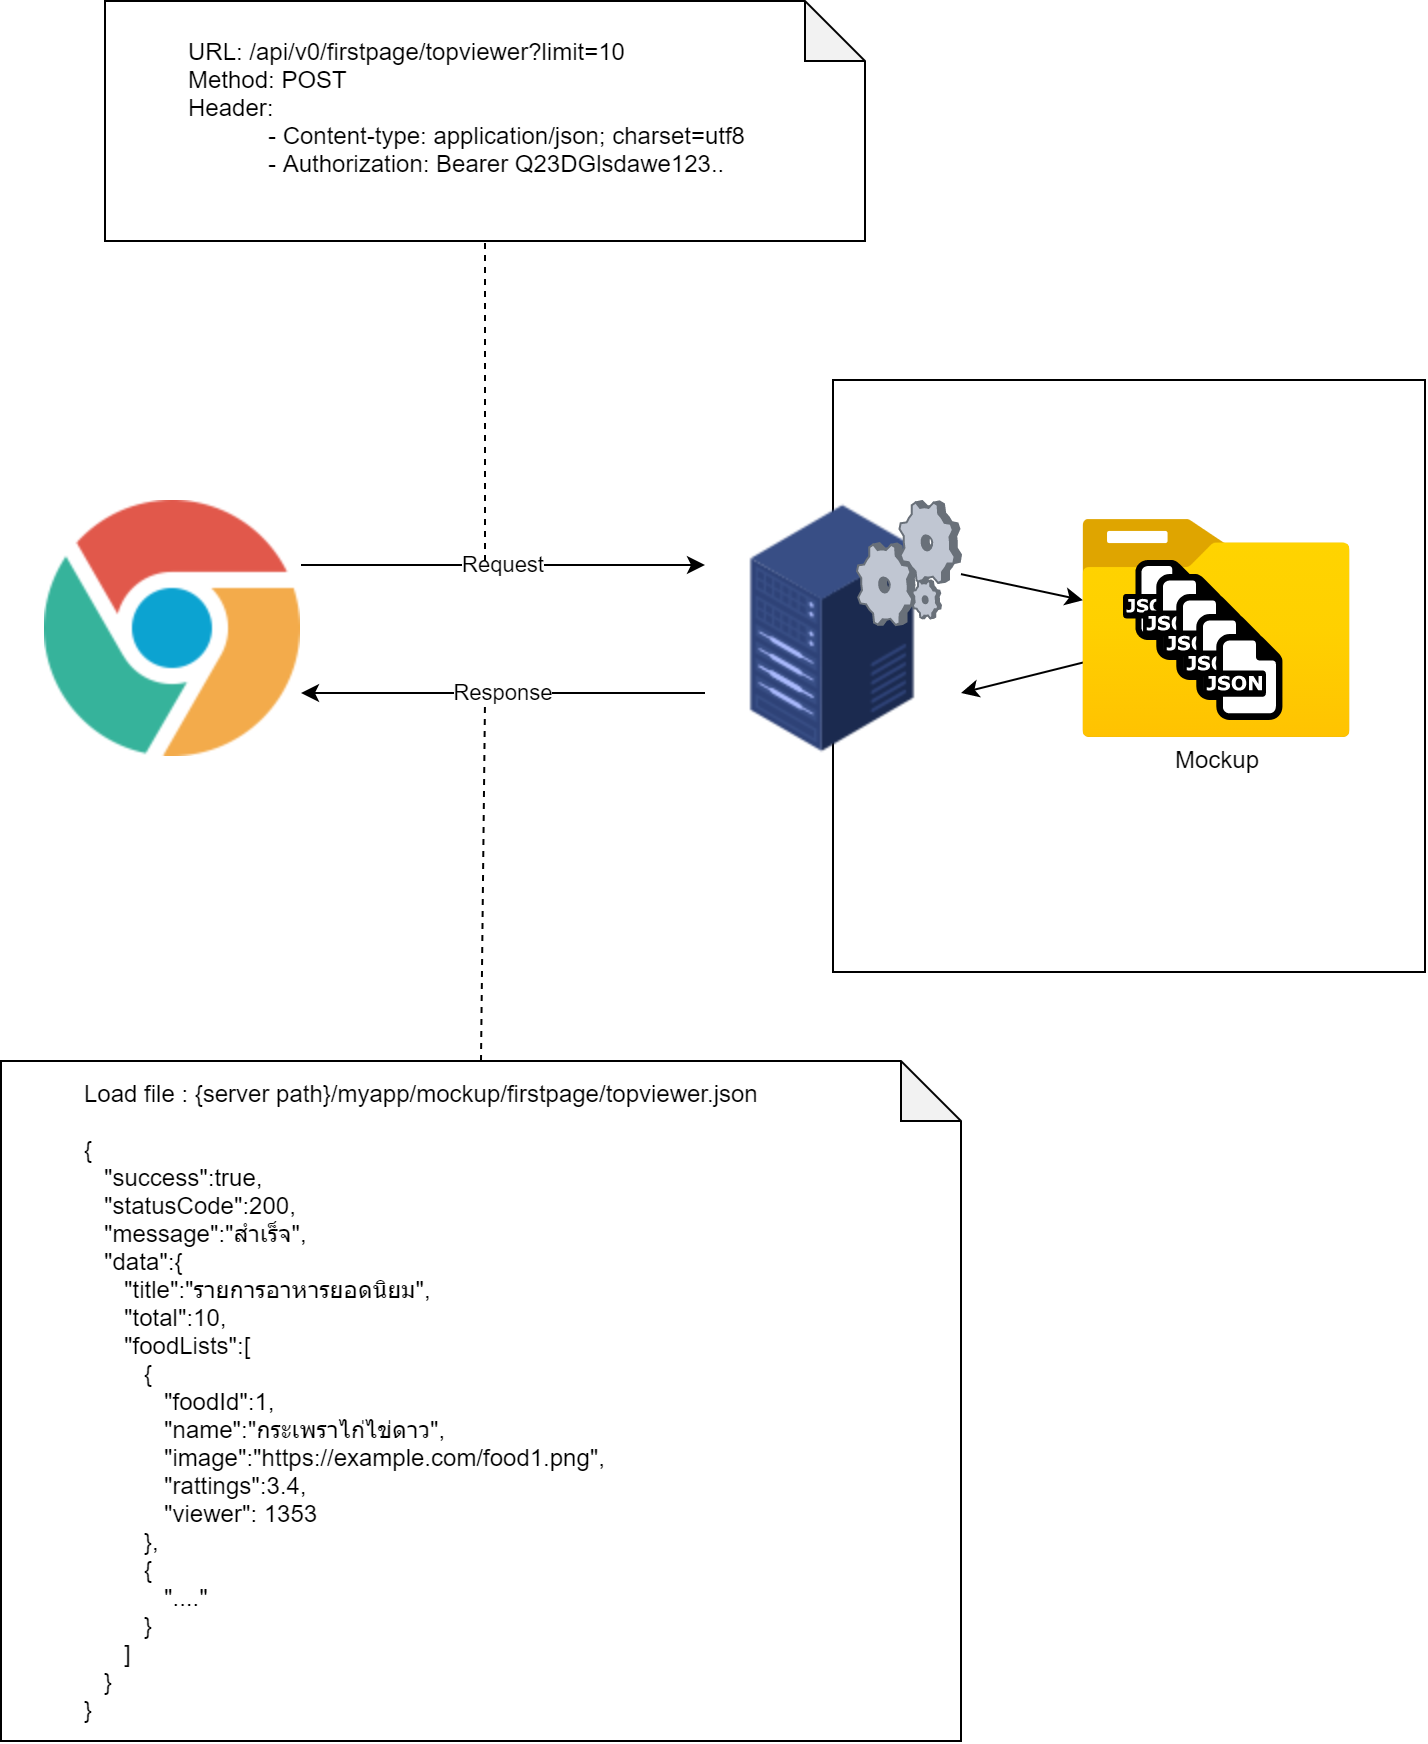 URL: /api/v0/firstpage/topviewer?limit=10
Method: POST
Header:
- Content-type: application/json; charset=utf8
- Authorization: Bearer Q23DGlsdawe123..
Request
Response
JSON
JSON
JSON
JSON
JSON
Mockup
Load file : {server path}/myapp/mockup/firstpage/topviewer.json
{
"success":true,
"statusCode":200,
"message":"สำเร็จ",
"data":{
"title":"รายการอาหารยอดนิยม",
"total":10,
"foodLists":[
{
"foodId":1,
"name":"กระเพราไก่ไข่ดาว",
"image":"https://example.com/food1.png",
"rattings":3.4,
"viewer": 1353
},
{
"...."
}
]
}
}